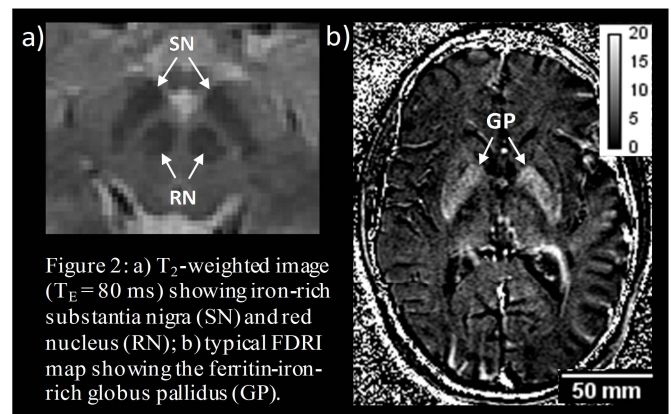 a)
SN
RN
Figure 2: a) T₂-weighted image
(T_E = 80 ms) showing iron-rich
substantia nigra (SN) and red
nucleus (RN); b) typical FDRI
map showing the ferritin-iron-
rich globus pallidus (GP).
b)
20
15
10
5
0
GP
50 mm